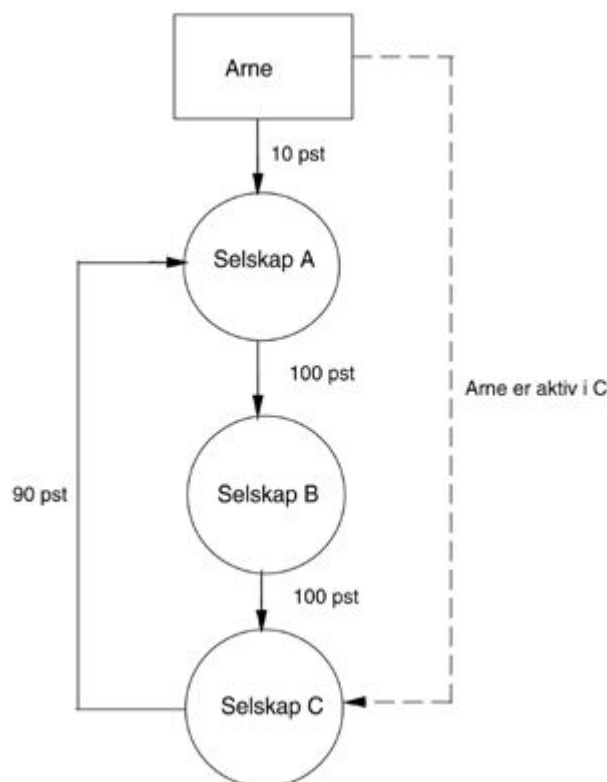 Arne
10 pst
Selskap A
100 pst
Arne er aktiv i C
90 pst
Selskap B
100 pst
Selskap C